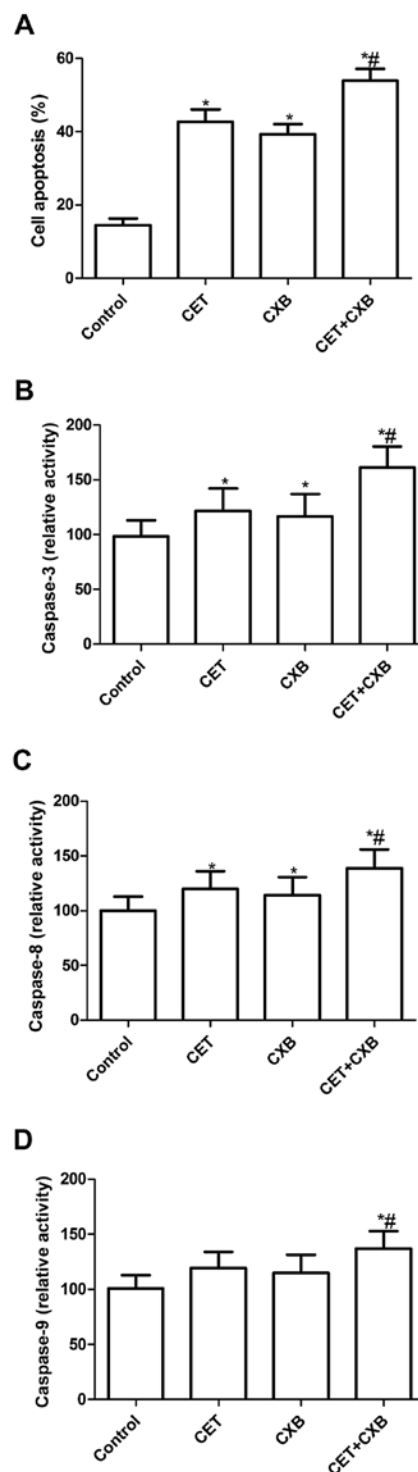 A
Cell apoptosis (%)
60
40
20
0
*
*
*#
Control
CET
CXB
CET+CXB
B
Caspase-3 (relative activity)
200
150
100
50
0
*
*
*#
Control
CET
CXB
CET+CXB
C
Caspase-8 (relative activity)
200
150
100
50
0
*
*
*#
Control
CET
CXB
CET+CXB
D
Caspase-9 (relative activity)
200
150
100
50
0
*#
Control
CET
CXB
CET+CXB